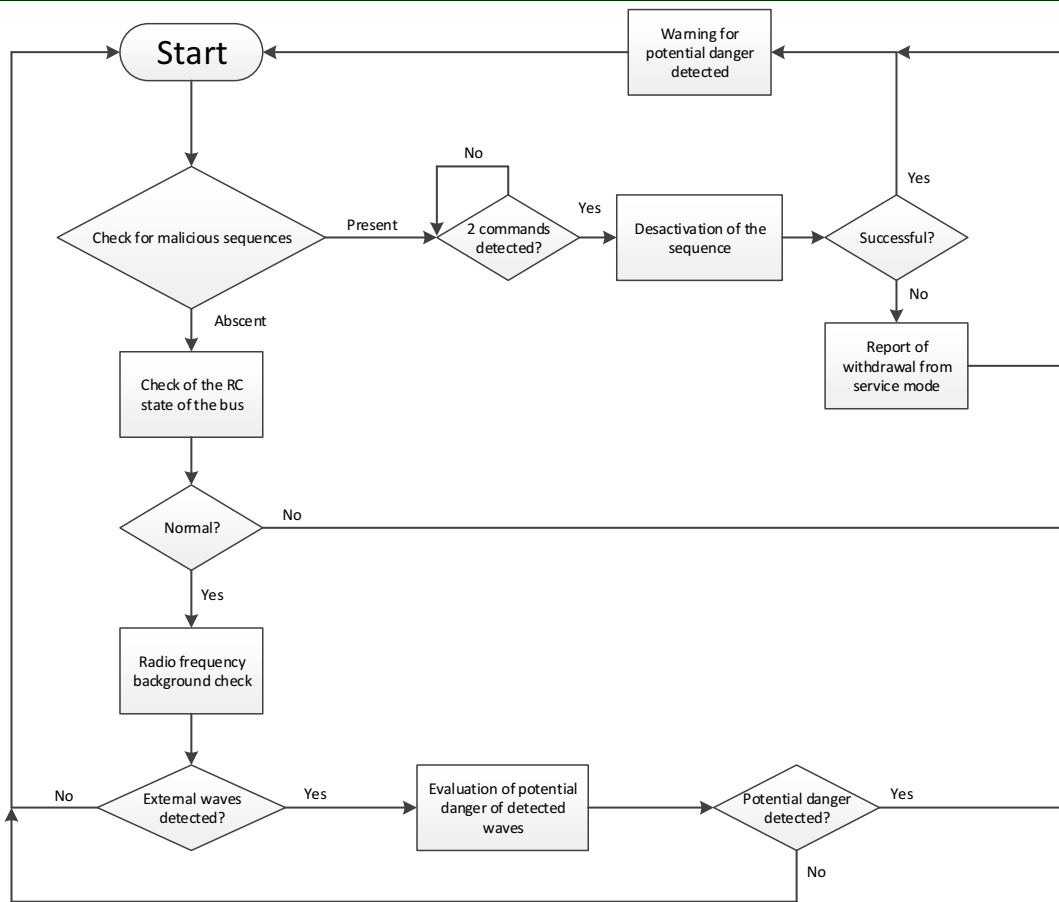 Start
Warning for
potential danger
detected
Check for malicious sequences
Present
No
2 commands
detected?
Yes
Desactivation of the
sequence
Successful?
Yes
No
Report of
withdrawal from
service mode
Abscent
Check of the RC
state of the bus
Normal?
No
Yes
Radio frequency
background check
External waves
detected?
No
Yes
Evaluation of potential
danger of detected
waves
Potential danger
detected?
Yes
No